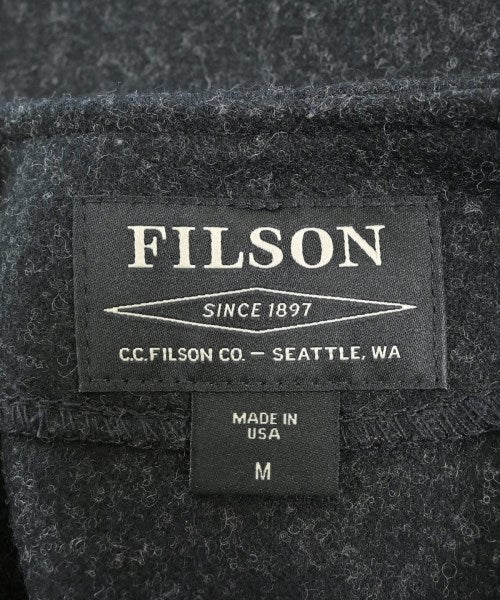 FILSON
SINCE 1897
C.C.FILSON CO. — SEATTLE, WA
MADE IN
USA
M